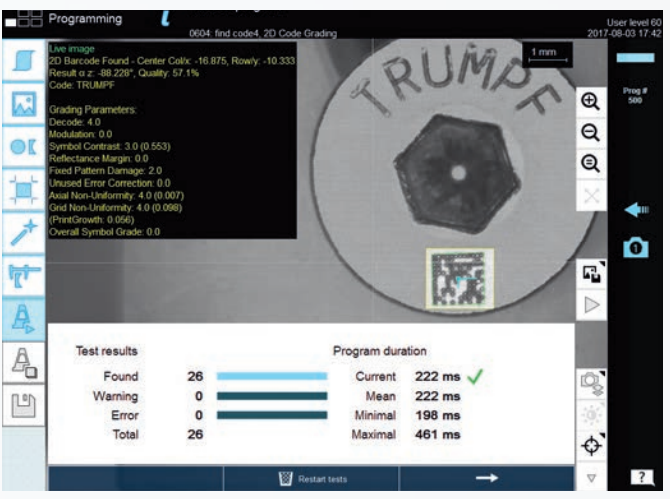 Programming
0604: find code4, 2D Code Grading
User level 60
2017-08-03 17:42
Live image
2D Barcode Found - Center Col/x: -16.875, Row/y: -10.333
Result α z: -88.228°, Quality: 57.1%
Code: TRUMPF
Grading Parameters:
Decode: 4.0
Modulation: 0.0
Symbol Contrast: 3.0 (0.553)
Reflectance Margin: 0.0
Fixed Pattern Damage: 2.0
Unused Error Correction: 0.0
Axial Non-Uniformity: 4.0 (0.007)
Grid Non-Uniformity: 4.0 (0.098)
(PrintGrowth: 0.056)
Overall Symbol Grade: 0.0
1 mm
TRUMPF
Prog #
500
1
Test results Program duration
Found 26 Current 222 ms
Warning 0 Mean 222 ms
Error 0 Minimal 198 ms
Total 26 Maximal 461 ms
Restart tests
?